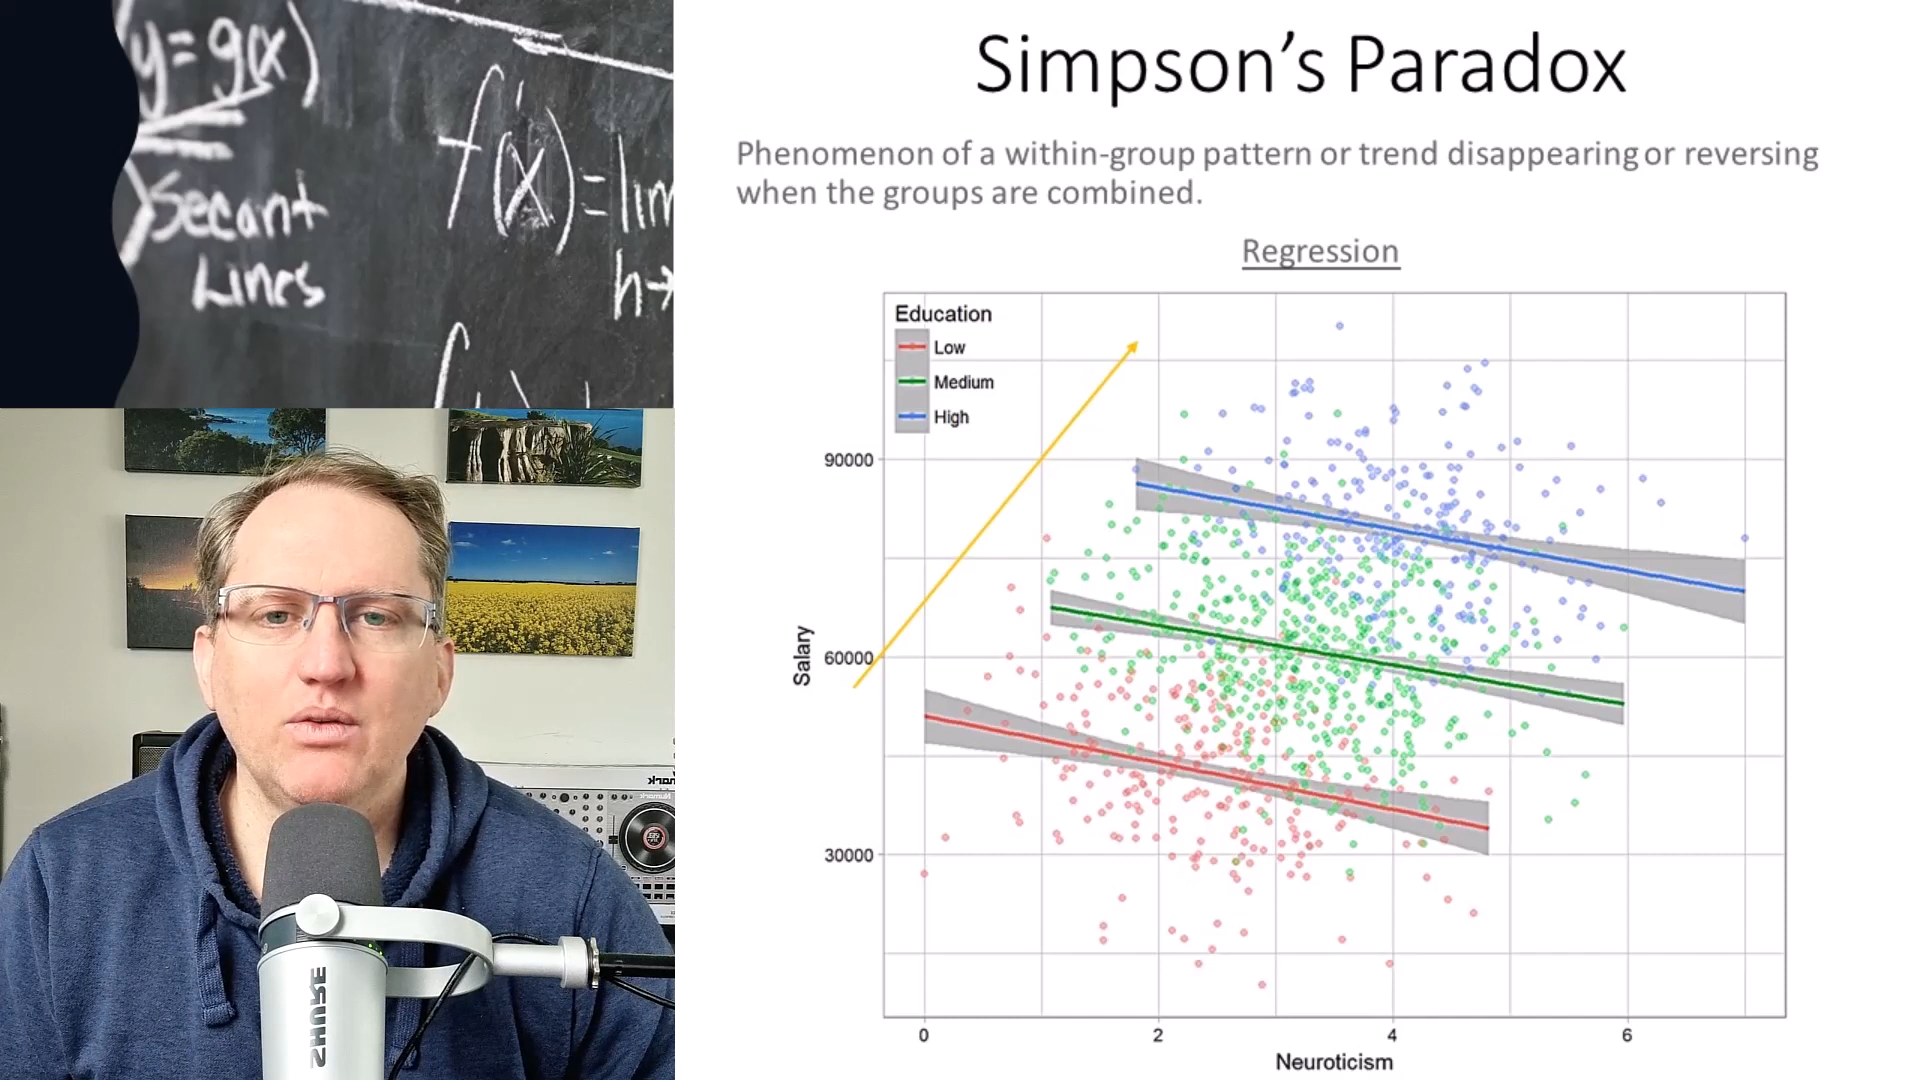 y=g(x)
Secant
Lines
f'(x)=lim
h→
Simpson's Paradox
Phenomenon of a within-group pattern or trend disappearing or reversing
when the groups are combined.
Regression
Education
Low
Medium
High
90000
60000
30000
Salary
0
2
4
6
Neuroticism
SHURE
numark